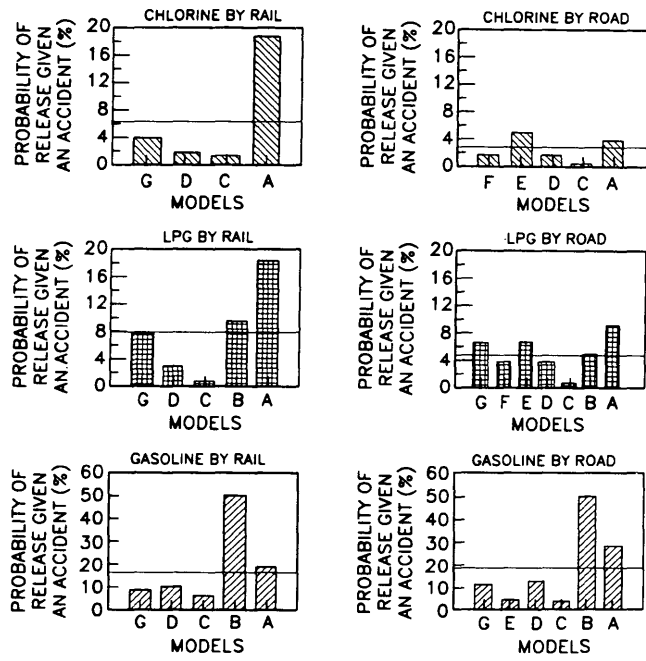 CHLORINE BY RAIL
PROBABILITY OF
RELEASE GIVEN
AN ACCIDENT (%)
20
16
12
8
4
0
G D C A
MODELS
CHLORINE BY ROAD
PROBABILITY OF
RELEASE GIVEN
AN ACCIDENT (%)
20
16
12
8
4
0
F E D C A
MODELS
LPG BY RAIL
PROBABILITY OF
RELEASE GIVEN
AN ACCIDENT (%)
20
16
12
8
4
0
G D C B A
MODELS
LPG BY ROAD
PROBABILITY OF
RELEASE GIVEN
AN ACCIDENT (%)
20
16
12
8
4
0
G F E D C B A
MODELS
GASOLINE BY RAIL
PROBABILITY OF
RELEASE GIVEN
AN ACCIDENT (%)
60
50
40
30
20
10
0
G D C B A
MODELS
GASOLINE BY ROAD
PROBABILITY OF
RELEASE GIVEN
AN ACCIDENT (%)
60
50
40
30
20
10
0
G E D C B A
MODELS